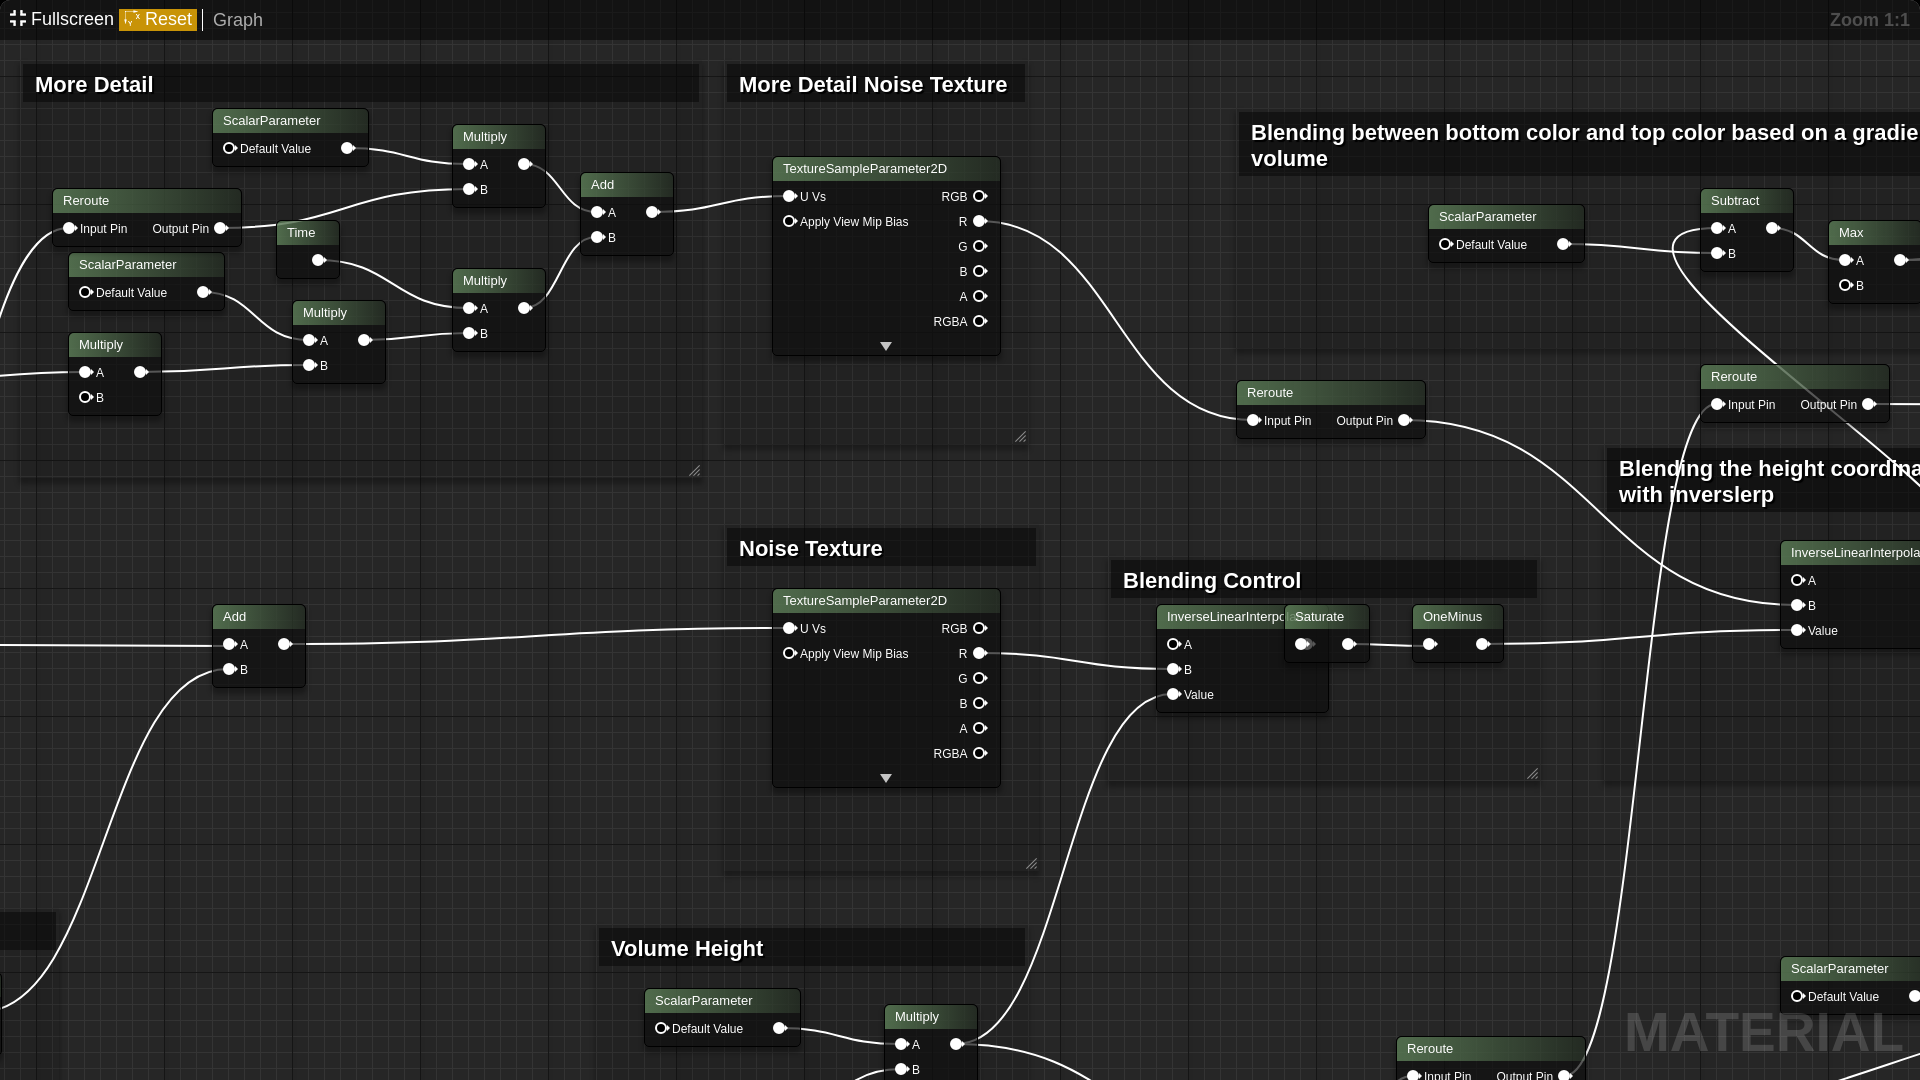 Fullscreen Reset Graph
Zoom 1:1
More Detail
ScalarParameter
Default Value
Multiply
A
B
Reroute
Input Pin Output Pin
Time
Add
A
B
ScalarParameter
Default Value
Multiply
A
B
Multiply
A
B
Multiply
A
B
More Detail Noise Texture
TextureSampleParameter2D
U Vs RGB
Apply View Mip Bias R
G
B
A
RGBA
Blending between bottom color and top color based on a gradie
volume
ScalarParameter
Default Value
Subtract
A
B
Max
A
B
Reroute
Input Pin Output Pin
Reroute
Input Pin Output Pin
Blending the height coordina
with inverslerp
InverseLinearInterpola
A
B
Value
Noise Texture
TextureSampleParameter2D
U Vs RGB
Apply View Mip Bias R
G
B
A
RGBA
Add
A
B
Blending Control
InverseLinearInterpo
A
B
Value
Saturate
OneMinus
Volume Height
ScalarParameter
Default Value
Multiply
A
B
Reroute
Input Pin Output Pin
ScalarParameter
Default Value
MATERIAL